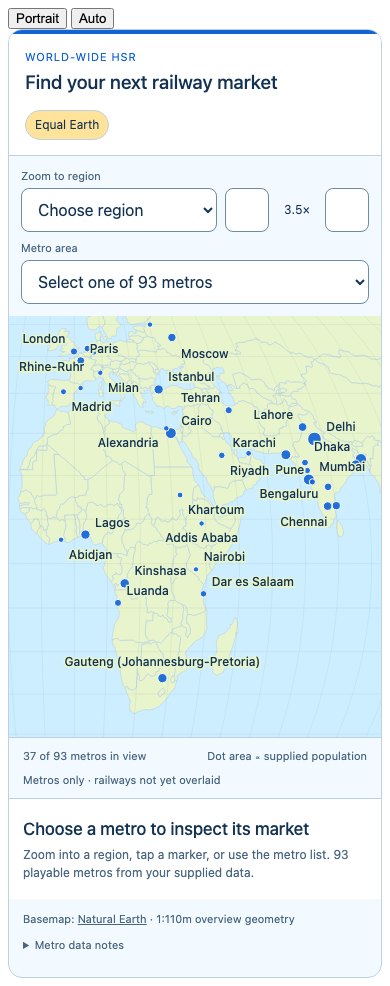 Portrait Auto
WORLD-WIDE HSR
Find your next railway market
Equal Earth
Zoom to region
Choose region 3.5×
Metro area
Select one of 93 metros
London
Paris
Moscow
Rhine-Ruhr
Istanbul
Milan
Tehran
Madrid
Cairo
Lahore
Delhi
Alexandria
Karachi
Dhaka
Riyadh
Pune
Mumbai
Bengaluru
Khartoum
Lagos
Chennai
Addis Ababa
Abidjan
Nairobi
Kinshasa
Dar es Salaam
Luanda
Gauteng (Johannesburg-Pretoria)
37 of 93 metros in view Dot area = supplied population
Metros only · railways not yet overlaid
Choose a metro to inspect its market
Zoom into a region, tap a marker, or use the metro list. 93
playable metros from your supplied data.
Basemap: Natural Earth · 1:110m overview geometry
Metro data notes